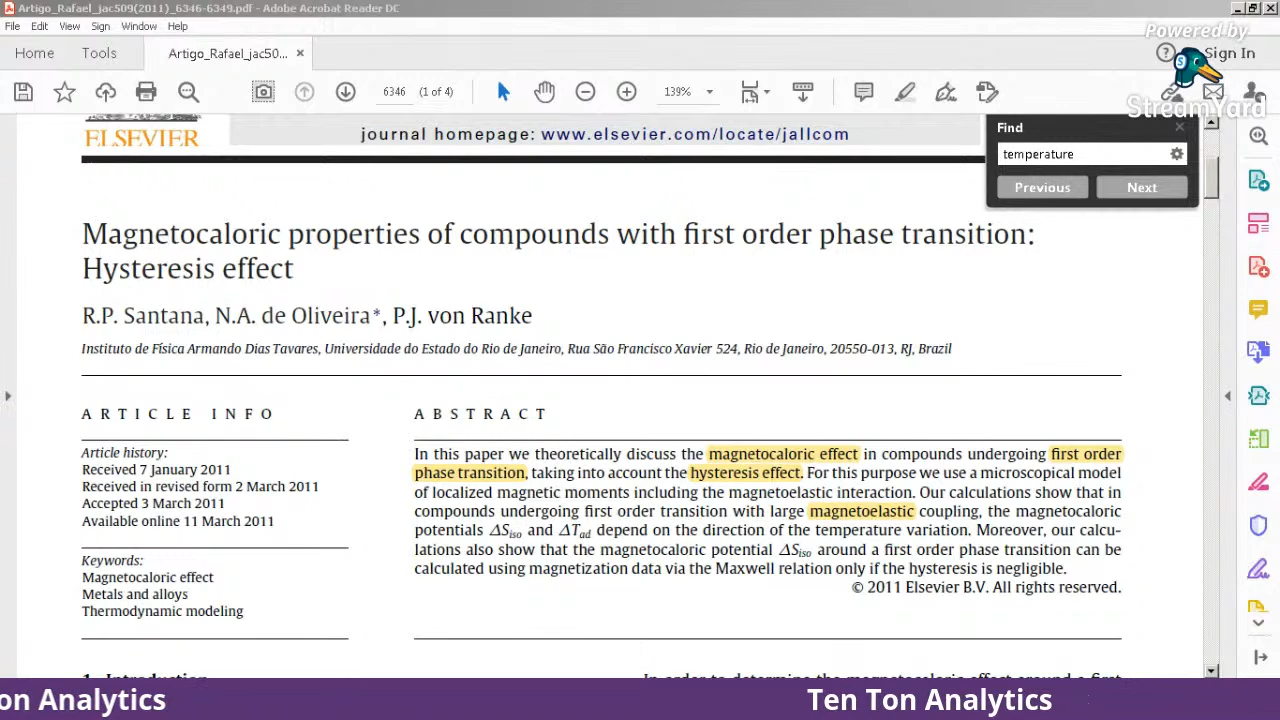 Artigo_Rafael_jac509(2011)_6346-6349.pdf - Adobe Acrobat Reader DC
File Edit View Sign Window Help
Powered by
StreamYard
Home Tools Artigo_Rafael_jac50... × Sign In
6346 (1 of 4) 139%
ELSEVIER
journal homepage: www.elsevier.com/locate/jallcom
Find
temperature
Previous Next
Magnetocaloric properties of compounds with first order phase transition:
Hysteresis effect
R.P. Santana, N.A. de Oliveira*, P.J. von Ranke
Instituto de Física Armando Dias Tavares, Universidade do Estado do Rio de Janeiro, Rua São Francisco Xavier 524, Rio de Janeiro, 20550-013, RJ, Brazil
ARTICLE INFO
Article history:
Received 7 January 2011
Received in revised form 2 March 2011
Accepted 3 March 2011
Available online 11 March 2011
Keywords:
Magnetocaloric effect
Metals and alloys
Thermodynamic modeling
ABSTRACT
In this paper we theoretically discuss the magnetocaloric effect in compounds undergoing first order
phase transition, taking into account the hysteresis effect. For this purpose we use a microscopical model
of localized magnetic moments including the magnetoelastic interaction. Our calculations show that in
compounds undergoing first order transition with large magnetoelastic coupling, the magnetocaloric
potentials ΔSiso and ΔTad depend on the direction of the temperature variation. Moreover, our calcu-
lations also show that the magnetocaloric potential ΔSiso around a first order phase transition can be
calculated using magnetization data via the Maxwell relation only if the hysteresis is negligible.
© 2011 Elsevier B.V. All rights reserved.
1. Introduction
In order to determine the magnetocaloric effect around a first
on Analytics Ten Ton Analytics